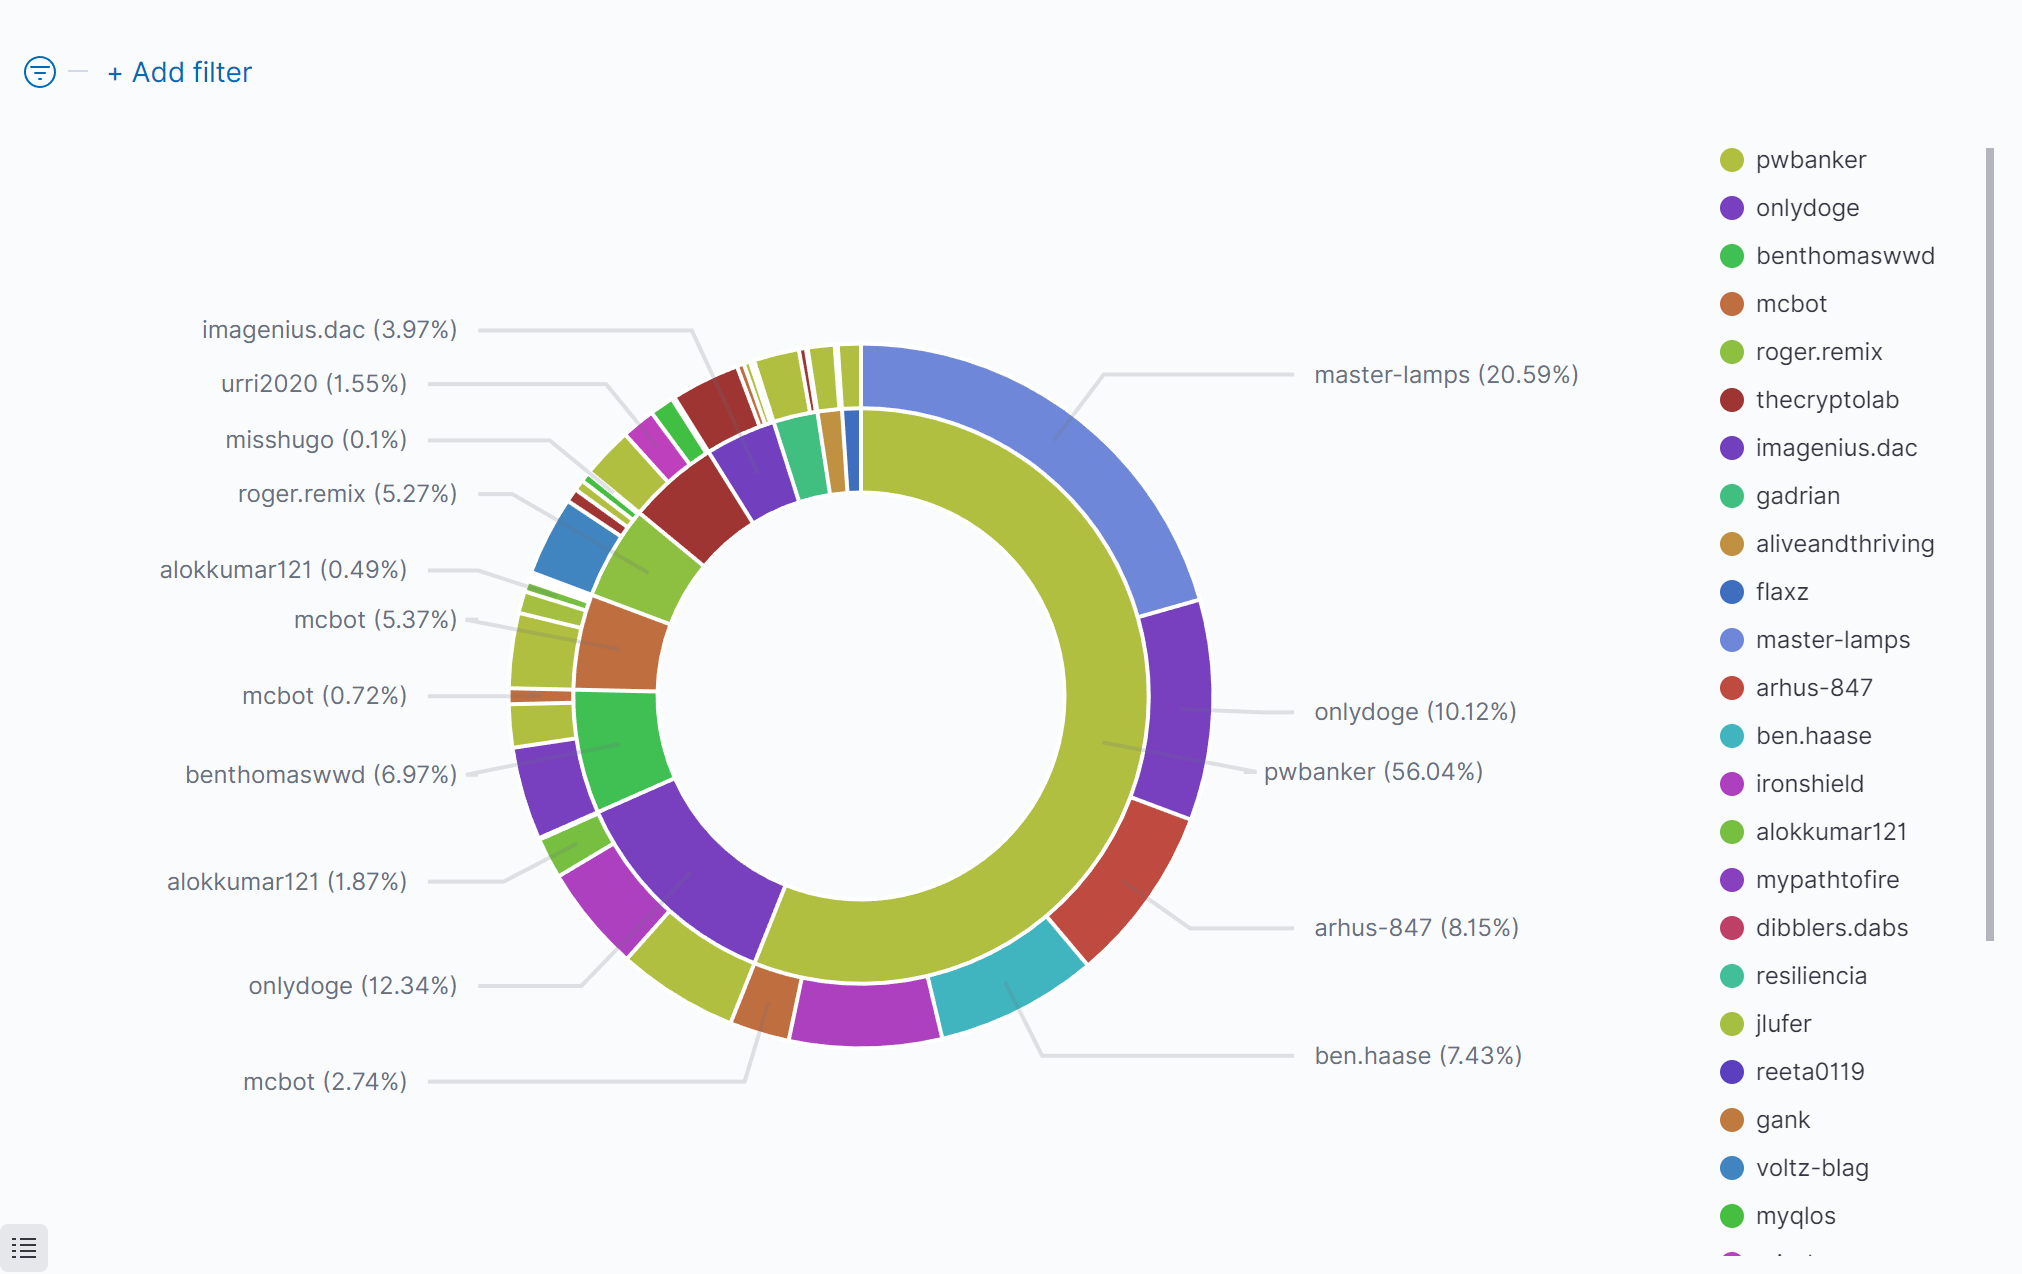 + Add filter
imagenius.dac (3.97%)
urri2020 (1.55%)
misshugo (0.1%)
roger.remix (5.27%)
alokkumar121 (0.49%)
mcbot (5.37%)
mcbot (0.72%)
benthomaswwd (6.97%)
alokkumar121 (1.87%)
onlydoge (12.34%)
mcbot (2.74%)
master-lamps (20.59%)
onlydoge (10.12%)
pwbanker (56.04%)
arhus-847 (8.15%)
ben.haase (7.43%)
pwbanker
onlydoge
benthomaswwd
mcbot
roger.remix
thecryptolab
imagenius.dac
gadrian
aliveandthriving
flaxz
master-lamps
arhus-847
ben.haase
ironshield
alokkumar121
mypathtofire
dibblers.dabs
resiliencia
jlufer
reeta0119
gank
voltz-blag
myqlos